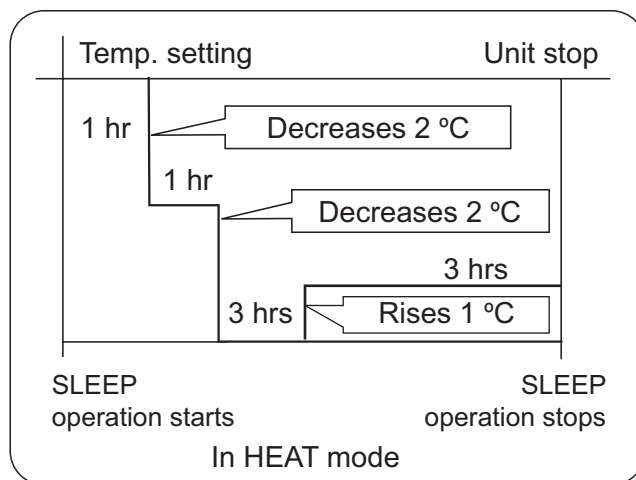 Temp. setting
Unit stop
1 hr
Decreases 2 ºC
1 hr
Decreases 2 ºC
3 hrs
3 hrs
Rises 1 ºC
SLEEP
operation starts
SLEEP
operation stops
In HEAT mode